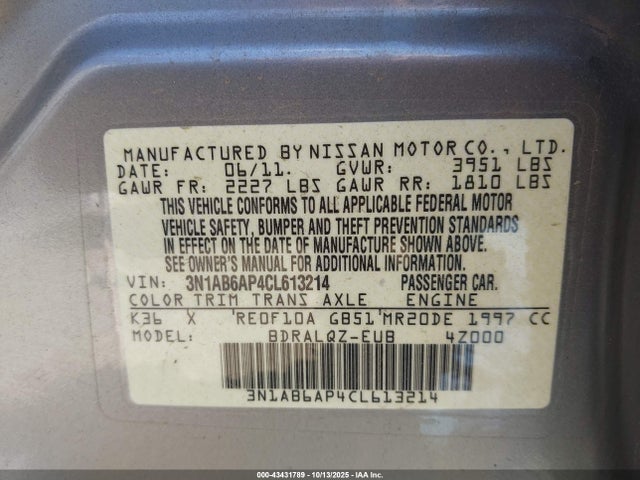 MANUFACTURED BY NISSAN MOTOR CO., LTD.
DATE: 06/11. GVWR: 3951 LBS
GAWR FR: 2227 LBS GAWR RR: 1810 LBS
THIS VEHICLE CONFORMS TO ALL APPLICABLE FEDERAL MOTOR
VEHICLE SAFETY, BUMPER AND THEFT PREVENTION STANDARDS
IN EFFECT ON THE DATE OF MANUFACTURE SHOWN ABOVE.
SEE OWNER'S MANUAL FOR ADDITIONAL INFORMATION.
VIN: 3N1AB6AP4CL613214 PASSENGER CAR.
COLOR TRIM TRANS AXLE ENGINE
K36 X 'RE0F10A GB51'MR20DE 1997 CC
MODEL: BDRALQZ-EUB 4Z000
3N1AB6AP4CL613214
000-43431789 | 10/13/2025 | IAA Inc.